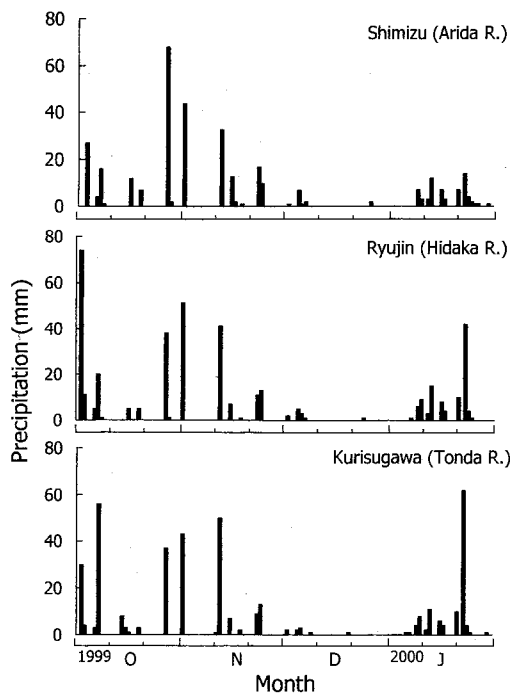 80
60
40
20
0
Shimizu (Arida R.)
80
60
40
20
0
Ryujin (Hidaka R.)
Precipitation (mm)
80
60
40
20
0
Kurisugawa (Tonda R.)
1999 O N D 2000 J
Month